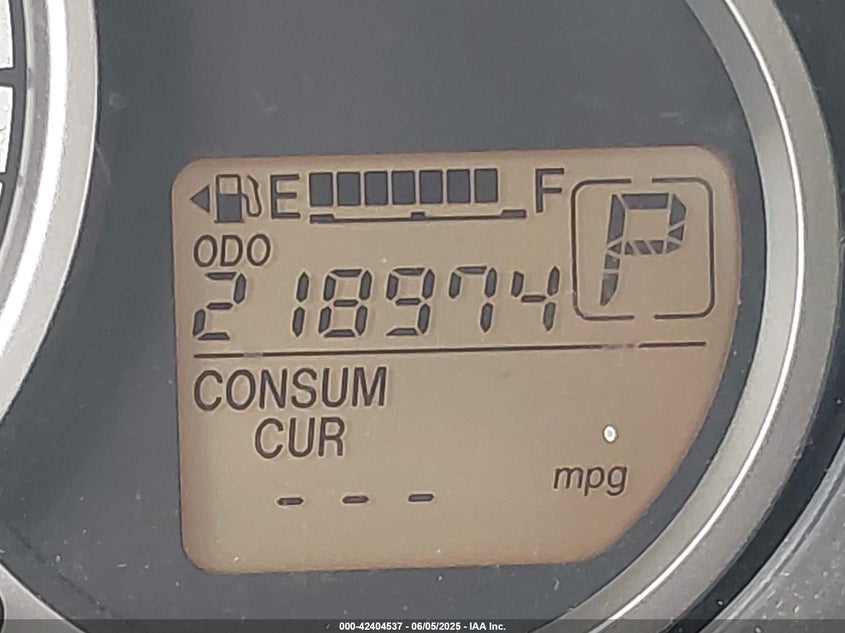 E F
P
ODO
218974
CONSUM
CUR
mpg
- - -
000-42404537 - 06/05/2025 - IAA Inc.